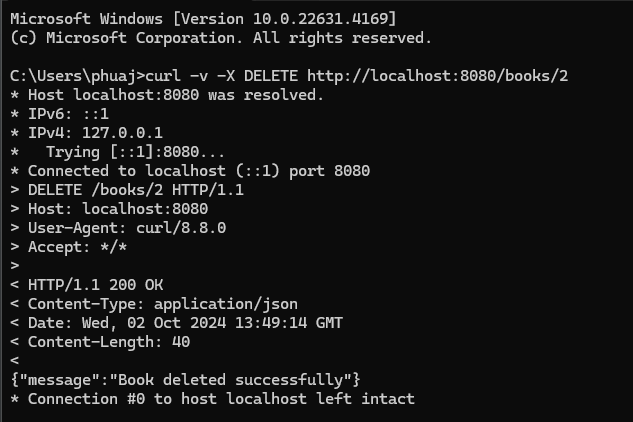 Microsoft Windows [Version 10.0.22631.4169]
(c) Microsoft Corporation. All rights reserved.
C:\Users\phuaj>curl -v -X DELETE http://localhost:8080/books/2
* Host localhost:8080 was resolved.
* IPv6: ::1
* IPv4: 127.0.0.1
*   Trying [::1]:8080...
* Connected to localhost (::1) port 8080
> DELETE /books/2 HTTP/1.1
> Host: localhost:8080
> User-Agent: curl/8.8.0
> Accept: */*
>
< HTTP/1.1 200 OK
< Content-Type: application/json
< Date: Wed, 02 Oct 2024 13:49:14 GMT
< Content-Length: 40
<
{"message":"Book deleted successfully"}
* Connection #0 to host localhost left intact